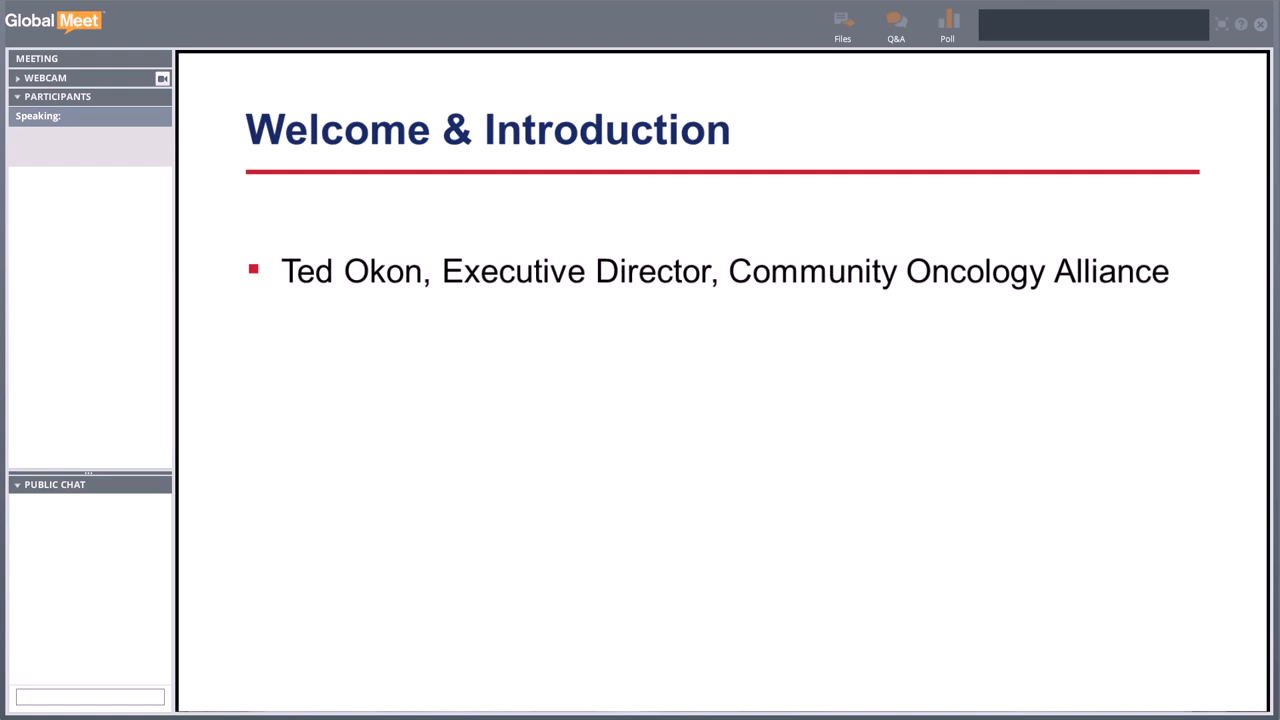 Global Meet
Files
Q&A
Poll
MEETING
WEBCAM
PARTICIPANTS
Speaking:
Welcome & Introduction
Ted Okon, Executive Director, Community Oncology Alliance
PUBLIC CHAT